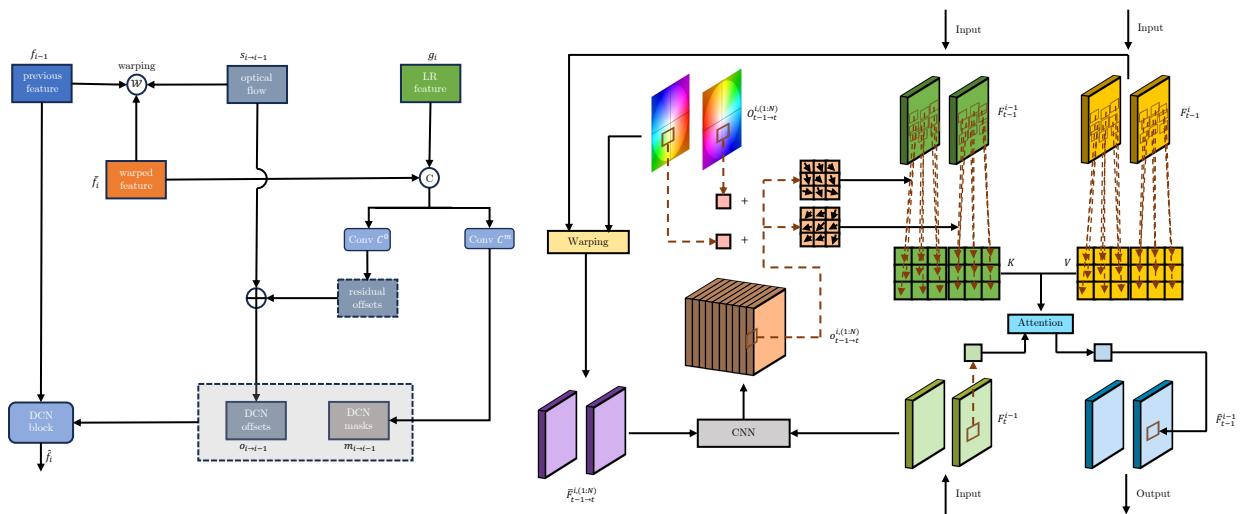 f_{i−1}
previous
feature
warping
w
s_{i→i−1}
optical
flow
g_i
LR
feature
f̄_i
warped
feature
C
Conv C^o
Conv C^m
residual
offsets
DCN
block
f̂_i
DCN
offsets
o_{i→i−1}
DCN
masks
m_{i→i−1}
Input
Input
O^{i,(1:N)}_{t−1→t}
F^{i−1}_{t−1}
F^i_{t−1}
+
+
Warping
K
V
Attention
o^{i,(1:N)}_{t−1→t}
CNN
F̄^{i,(1:N)}_{t−1→t}
F^{i−1}_t
F̂^{i−1}_{t−1}
Input
Output